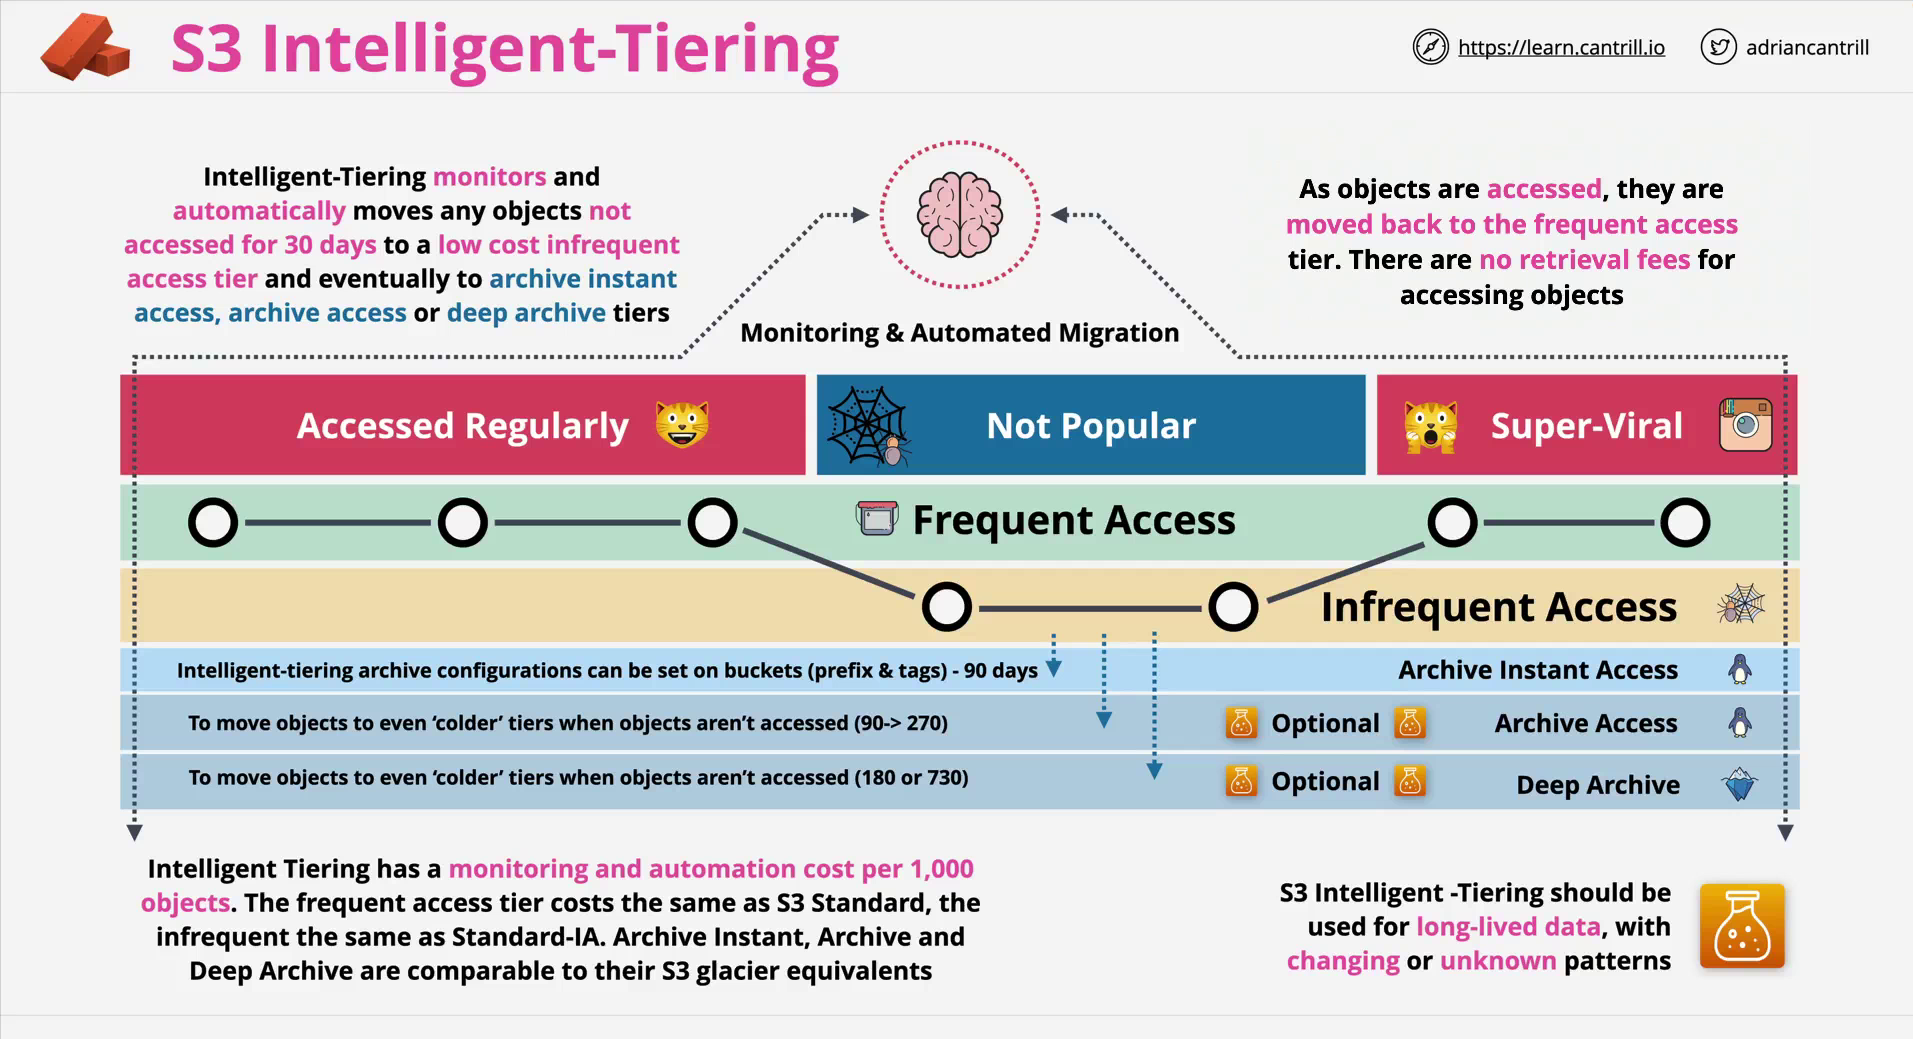 S3 Intelligent-Tiering
https://learn.cantrill.io
adriancantrill
Intelligent-Tiering monitors and
automatically moves any objects not
accessed for 30 days to a low cost infrequent
access tier and eventually to archive instant
access, archive access or deep archive tiers
Monitoring & Automated Migration
As objects are accessed, they are
moved back to the frequent access
tier. There are no retrieval fees for
accessing objects
Accessed Regularly
Not Popular
Super-Viral
Frequent Access
Infrequent Access
Intelligent-tiering archive configurations can be set on buckets (prefix & tags) - 90 days
Archive Instant Access
To move objects to even ‘colder’ tiers when objects aren’t accessed (90-> 270)
Optional
Archive Access
To move objects to even ‘colder’ tiers when objects aren’t accessed (180 or 730)
Optional
Deep Archive
Intelligent Tiering has a monitoring and automation cost per 1,000
objects. The frequent access tier costs the same as S3 Standard, the
infrequent the same as Standard-IA. Archive Instant, Archive and
Deep Archive are comparable to their S3 glacier equivalents
S3 Intelligent -Tiering should be
used for long-lived data, with
changing or unknown patterns